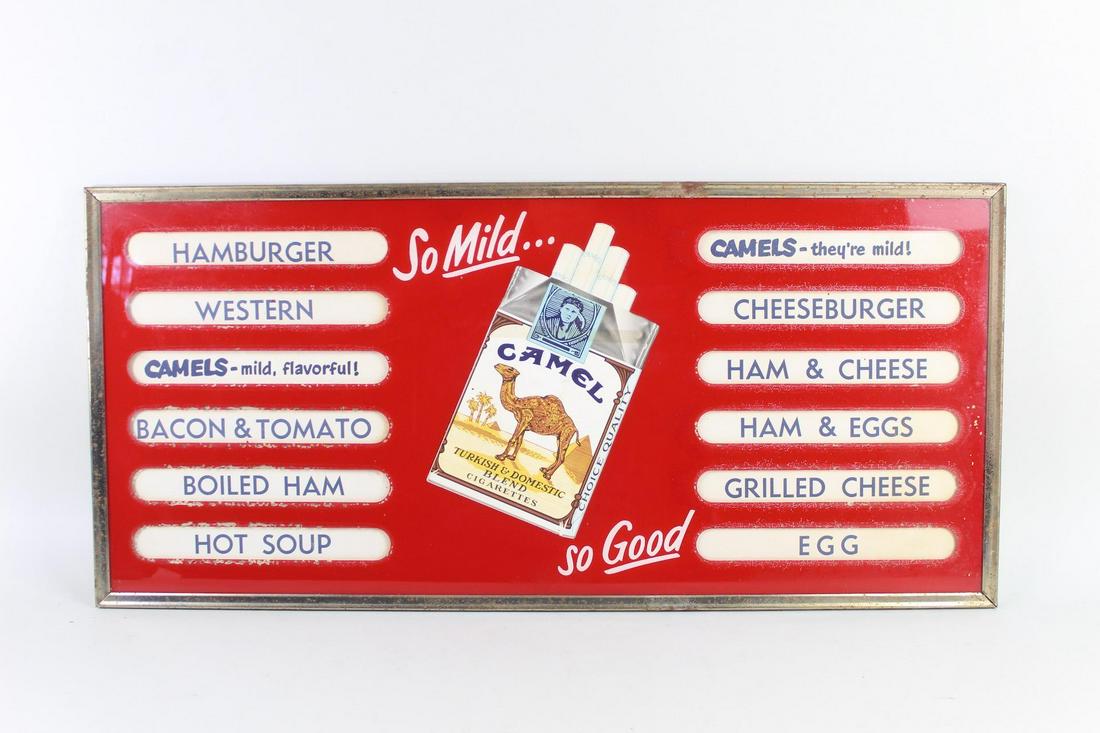 HAMBURGER
WESTERN
CAMELS - mild, flavorful!
BACON & TOMATO
BOILED HAM
HOT SOUP
So Mild...
CAMEL
TURKISH & DOMESTIC
BLEND
CIGARETTES
CHOICE QUALITY
so Good
CAMELS - they're mild!
CHEESEBURGER
HAM & CHEESE
HAM & EGGS
GRILLED CHEESE
EGG